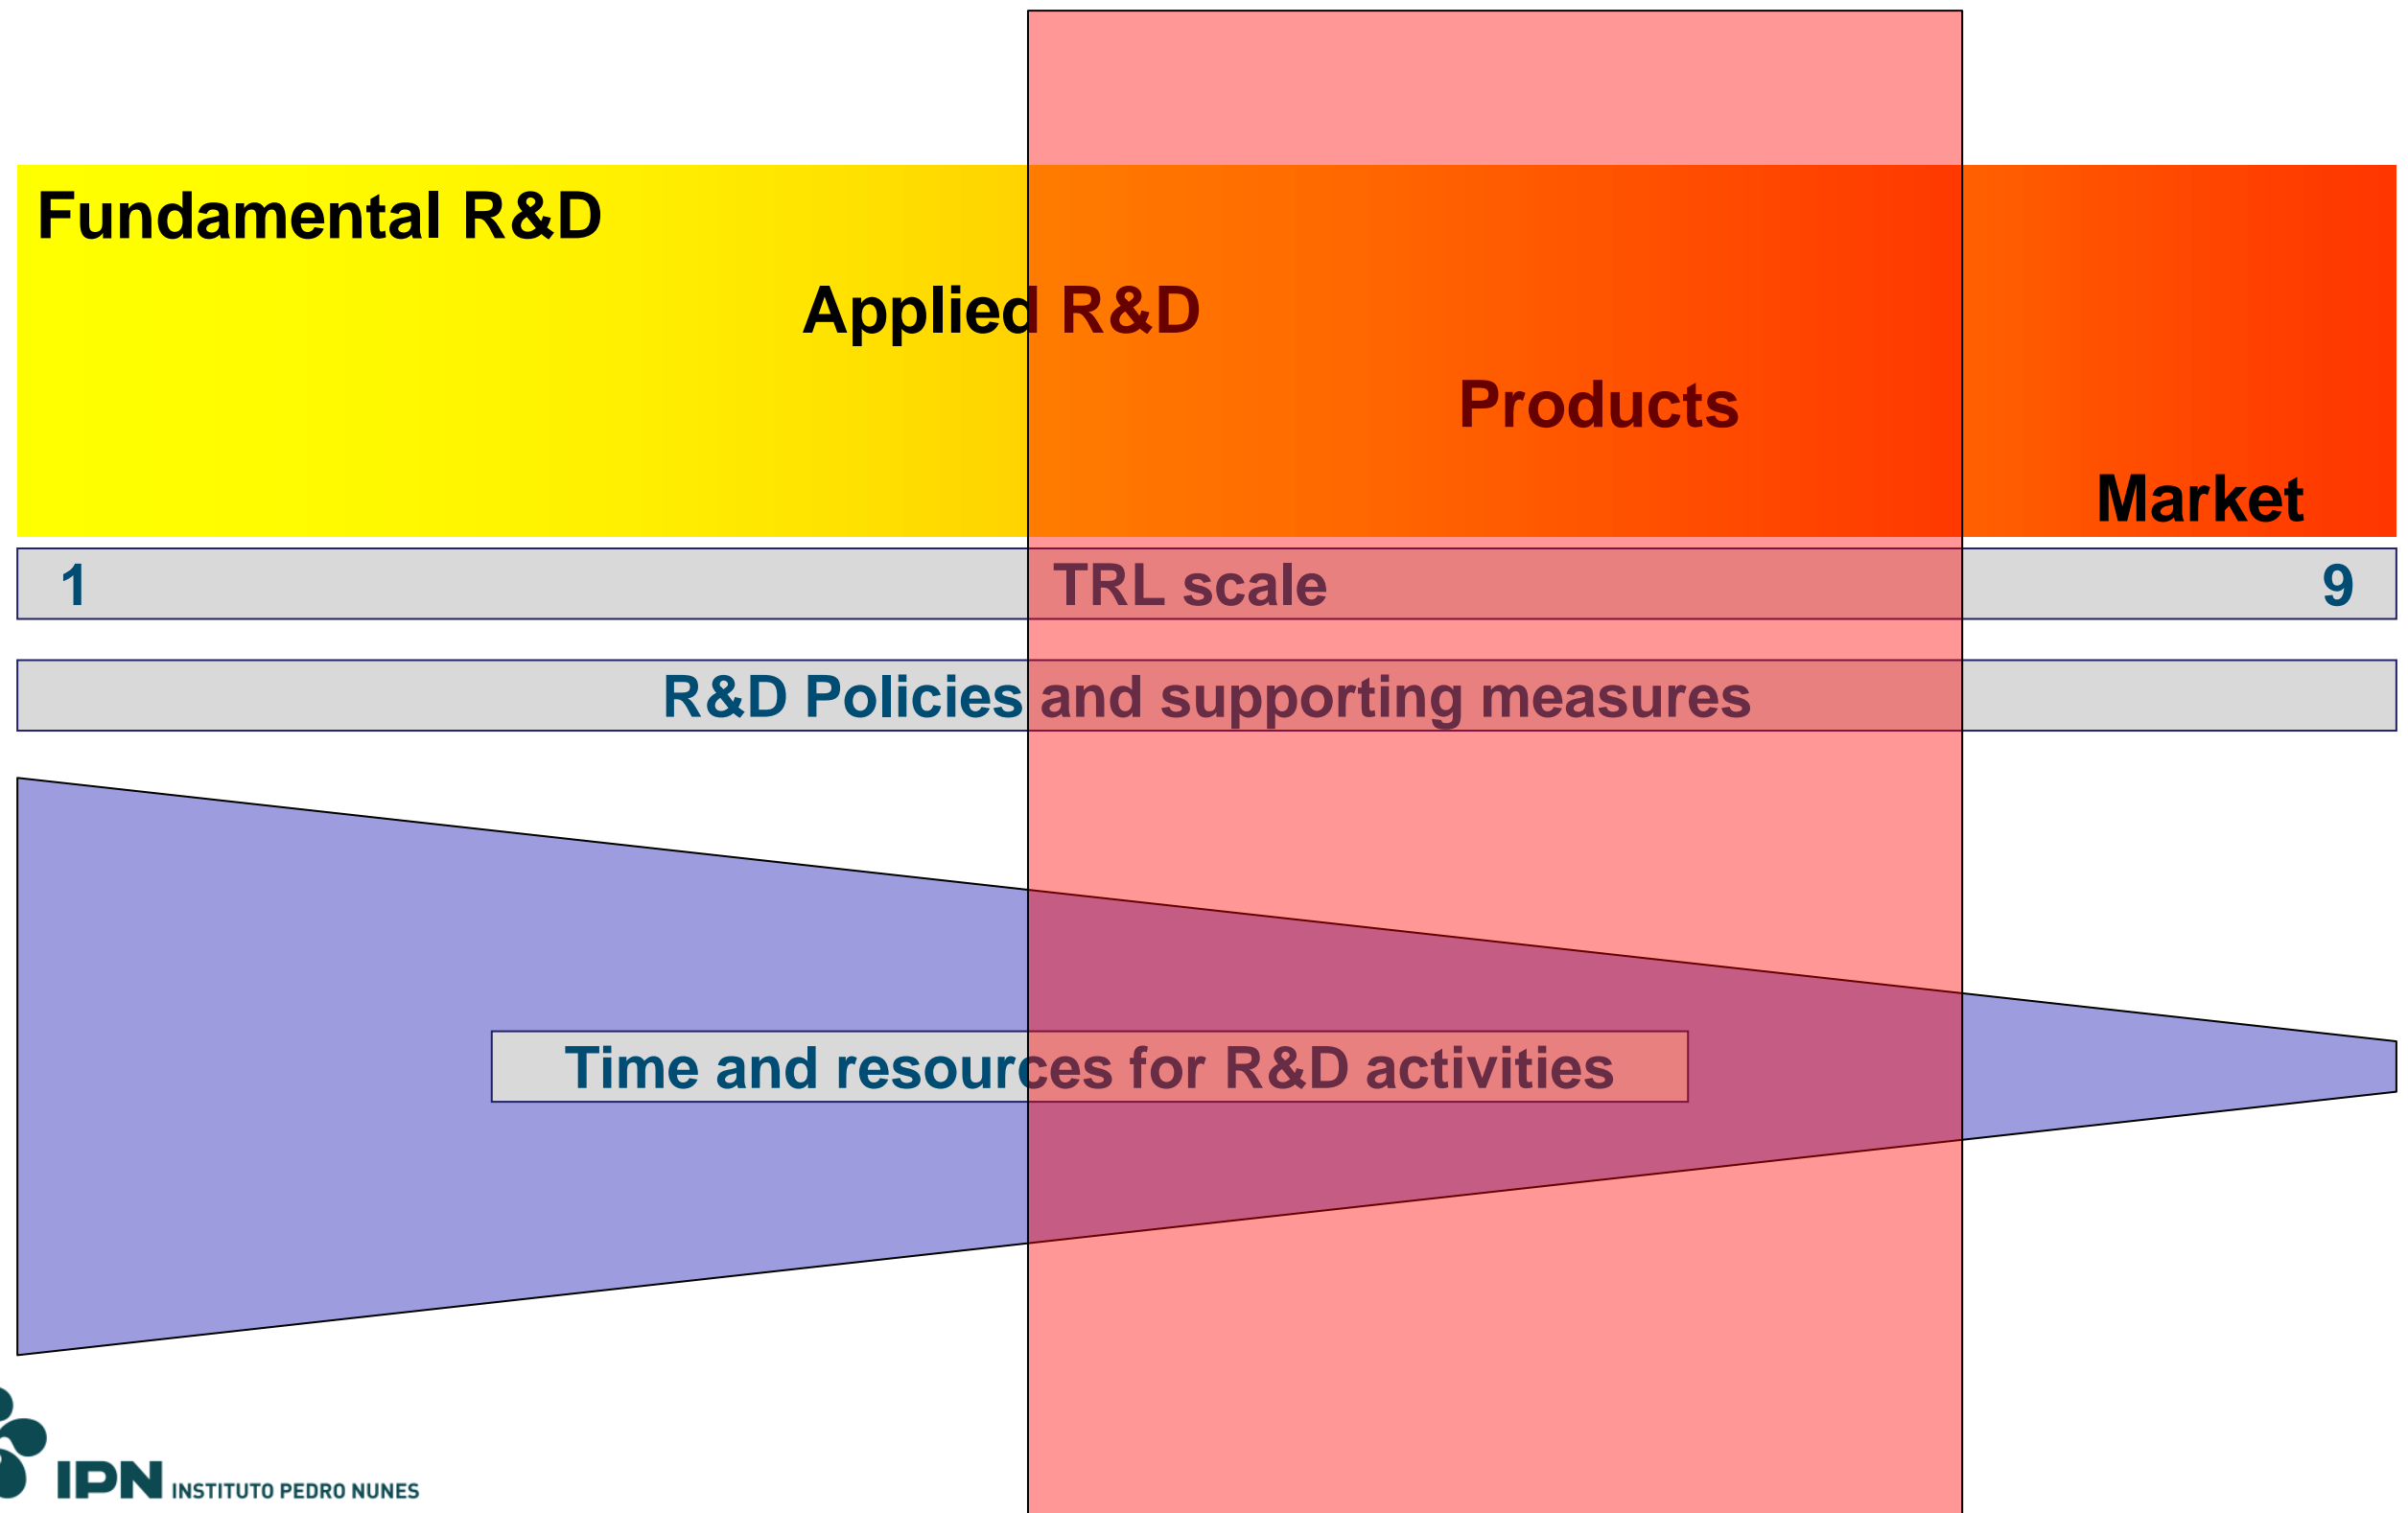 Fundamental R&D
Applied R&D
Products
Market
1 TRL scale 9
R&D Policies and supporting measures
Time and resources for R&D activities
IPN INSTITUTO PEDRO NUNES